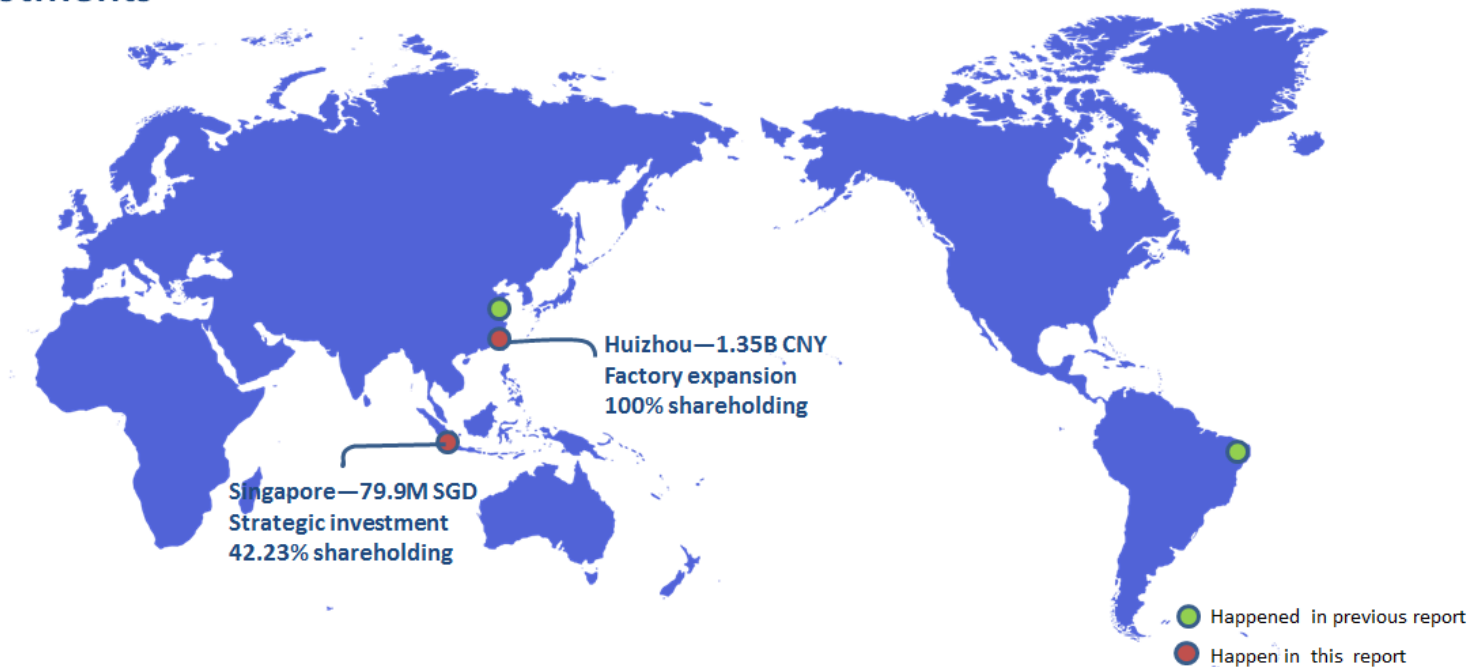 Huizhou—1.35B CNY
Factory expansion
100% shareholding
Singapore—79.9M SGD
Strategic investment
42.23% shareholding
Happened in previous report
Happen in this report